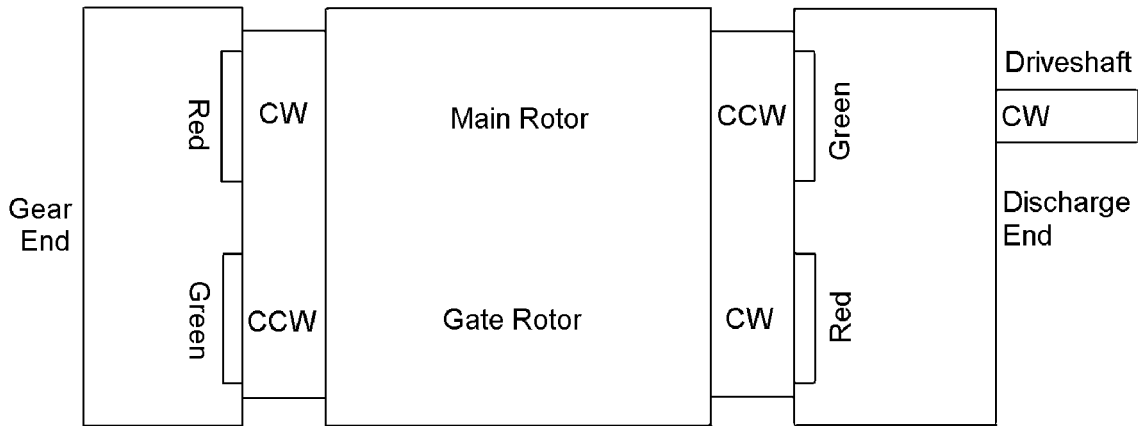 Gear
End
Red
CW
Main Rotor
CCW
Green
Driveshaft
CW
Green
CCW
Gate Rotor
CW
Red
Discharge
End